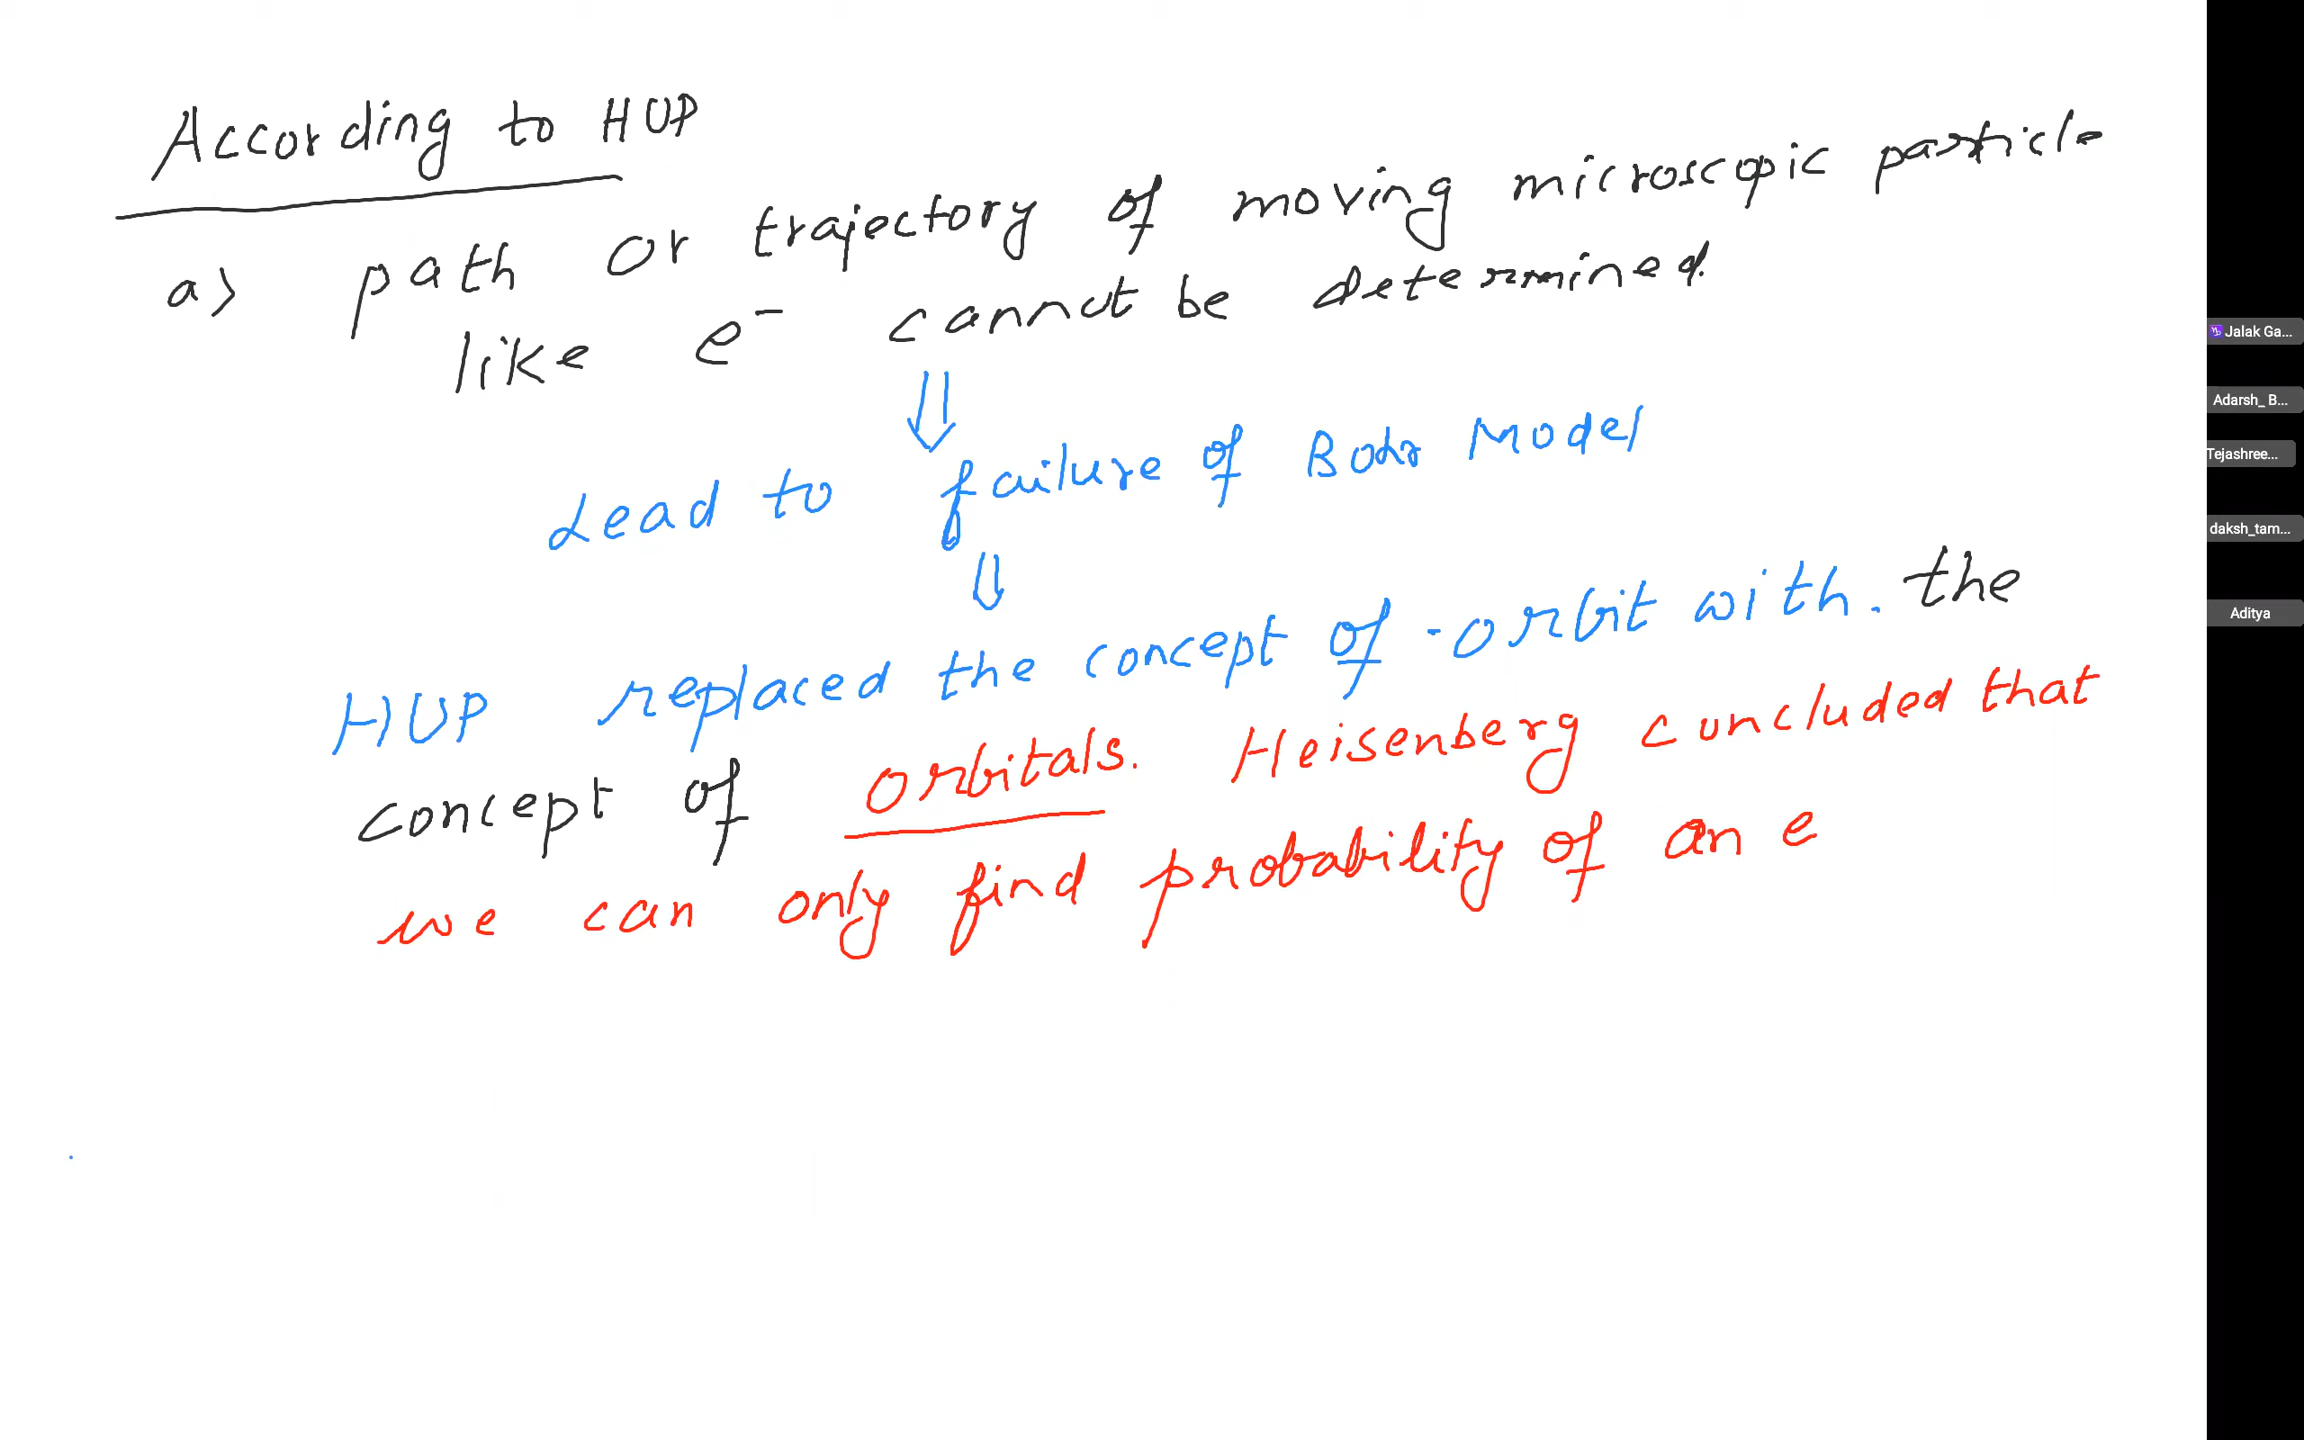 According to HUP
a) path or trajectory of moving microscopic particle
like e⁻ cannot be determined.
⇓
Lead to failure of Bohr Model
⇓
HUP replaced the concept of orbit with. the
concept of orbitals. Heisenberg concluded that
we can only find probability of an e
Jalak Ga...
Adarsh_ B...
Tejashree...
daksh_tam...
Aditya